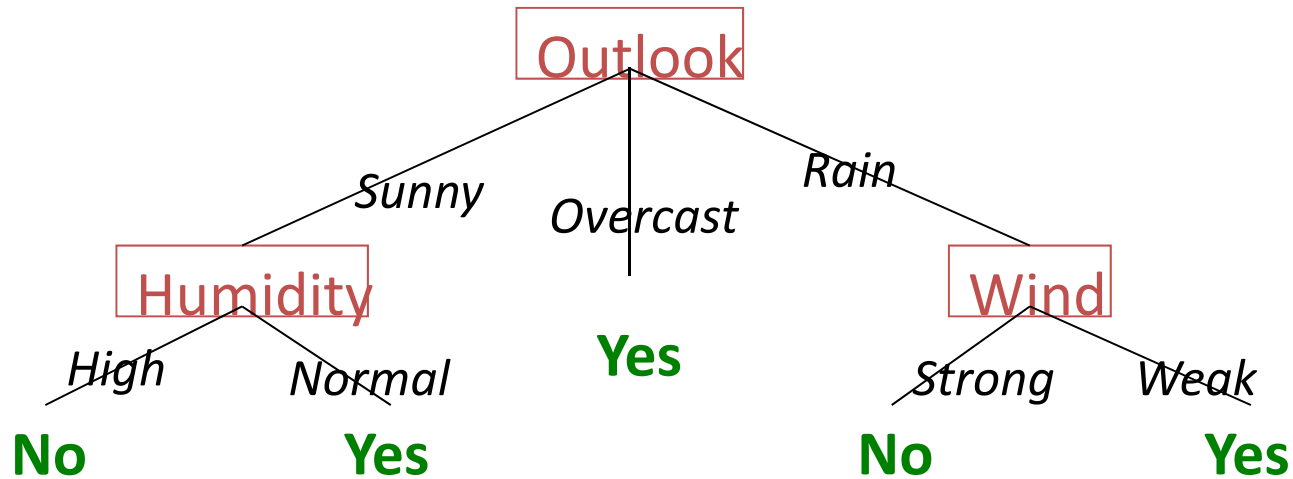 Outlook
Sunny
Overcast
Rain
Humidity
Wind
High
Normal
Yes
Strong
Weak
No
Yes
No
Yes